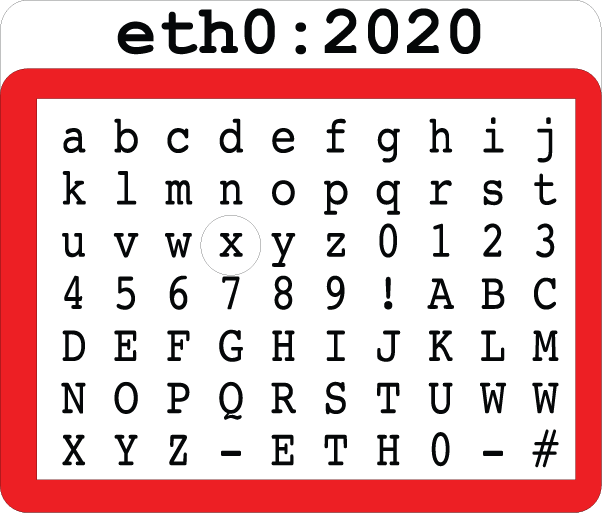 eth0:2020
a b c d e f g h i j
k l m n o p q r s t
u v w x y z 0 1 2 3
4 5 6 7 8 9 ! A B C
D E F G H I J K L M
N O P Q R S T U W W
X Y Z - E T H 0 - #